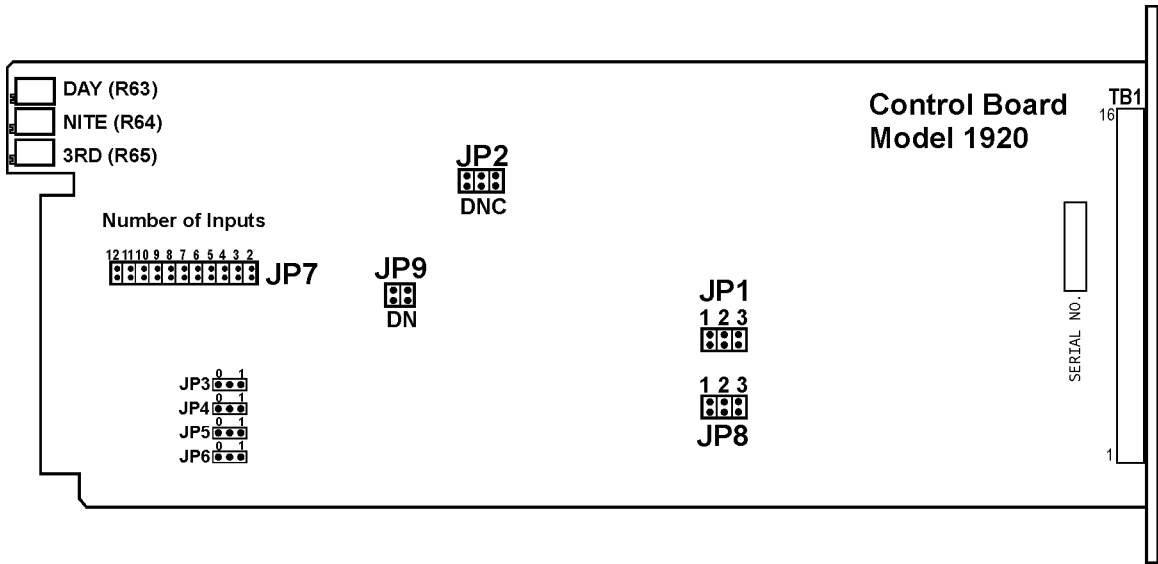 DAY (R63)
NITE (R64)
3RD (R65)
Control Board
Model 1920
TB1
16
JP2
DNC
Number of Inputs
12 11 10 9 8 7 6 5 4 3 2
JP7
JP9
DN
JP1
1 2 3
SERIAL NO.
0 1
JP3
0 1
JP4
0 1
JP5
0 1
JP6
1 2 3
JP8
1